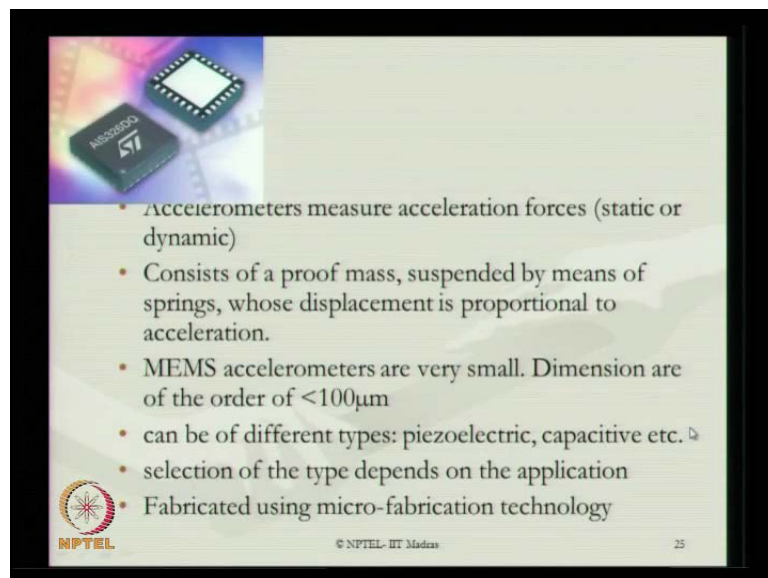 AIS326DQ
ST
• Accelerometers measure acceleration forces (static or
dynamic)
• Consists of a proof mass, suspended by means of
springs, whose displacement is proportional to
acceleration.
• MEMS accelerometers are very small. Dimension are
of the order of <100μm
• can be of different types: piezoelectric, capacitive etc.
• selection of the type depends on the application
• Fabricated using micro-fabrication technology
NPTEL
© NPTEL- IIT Madras
25